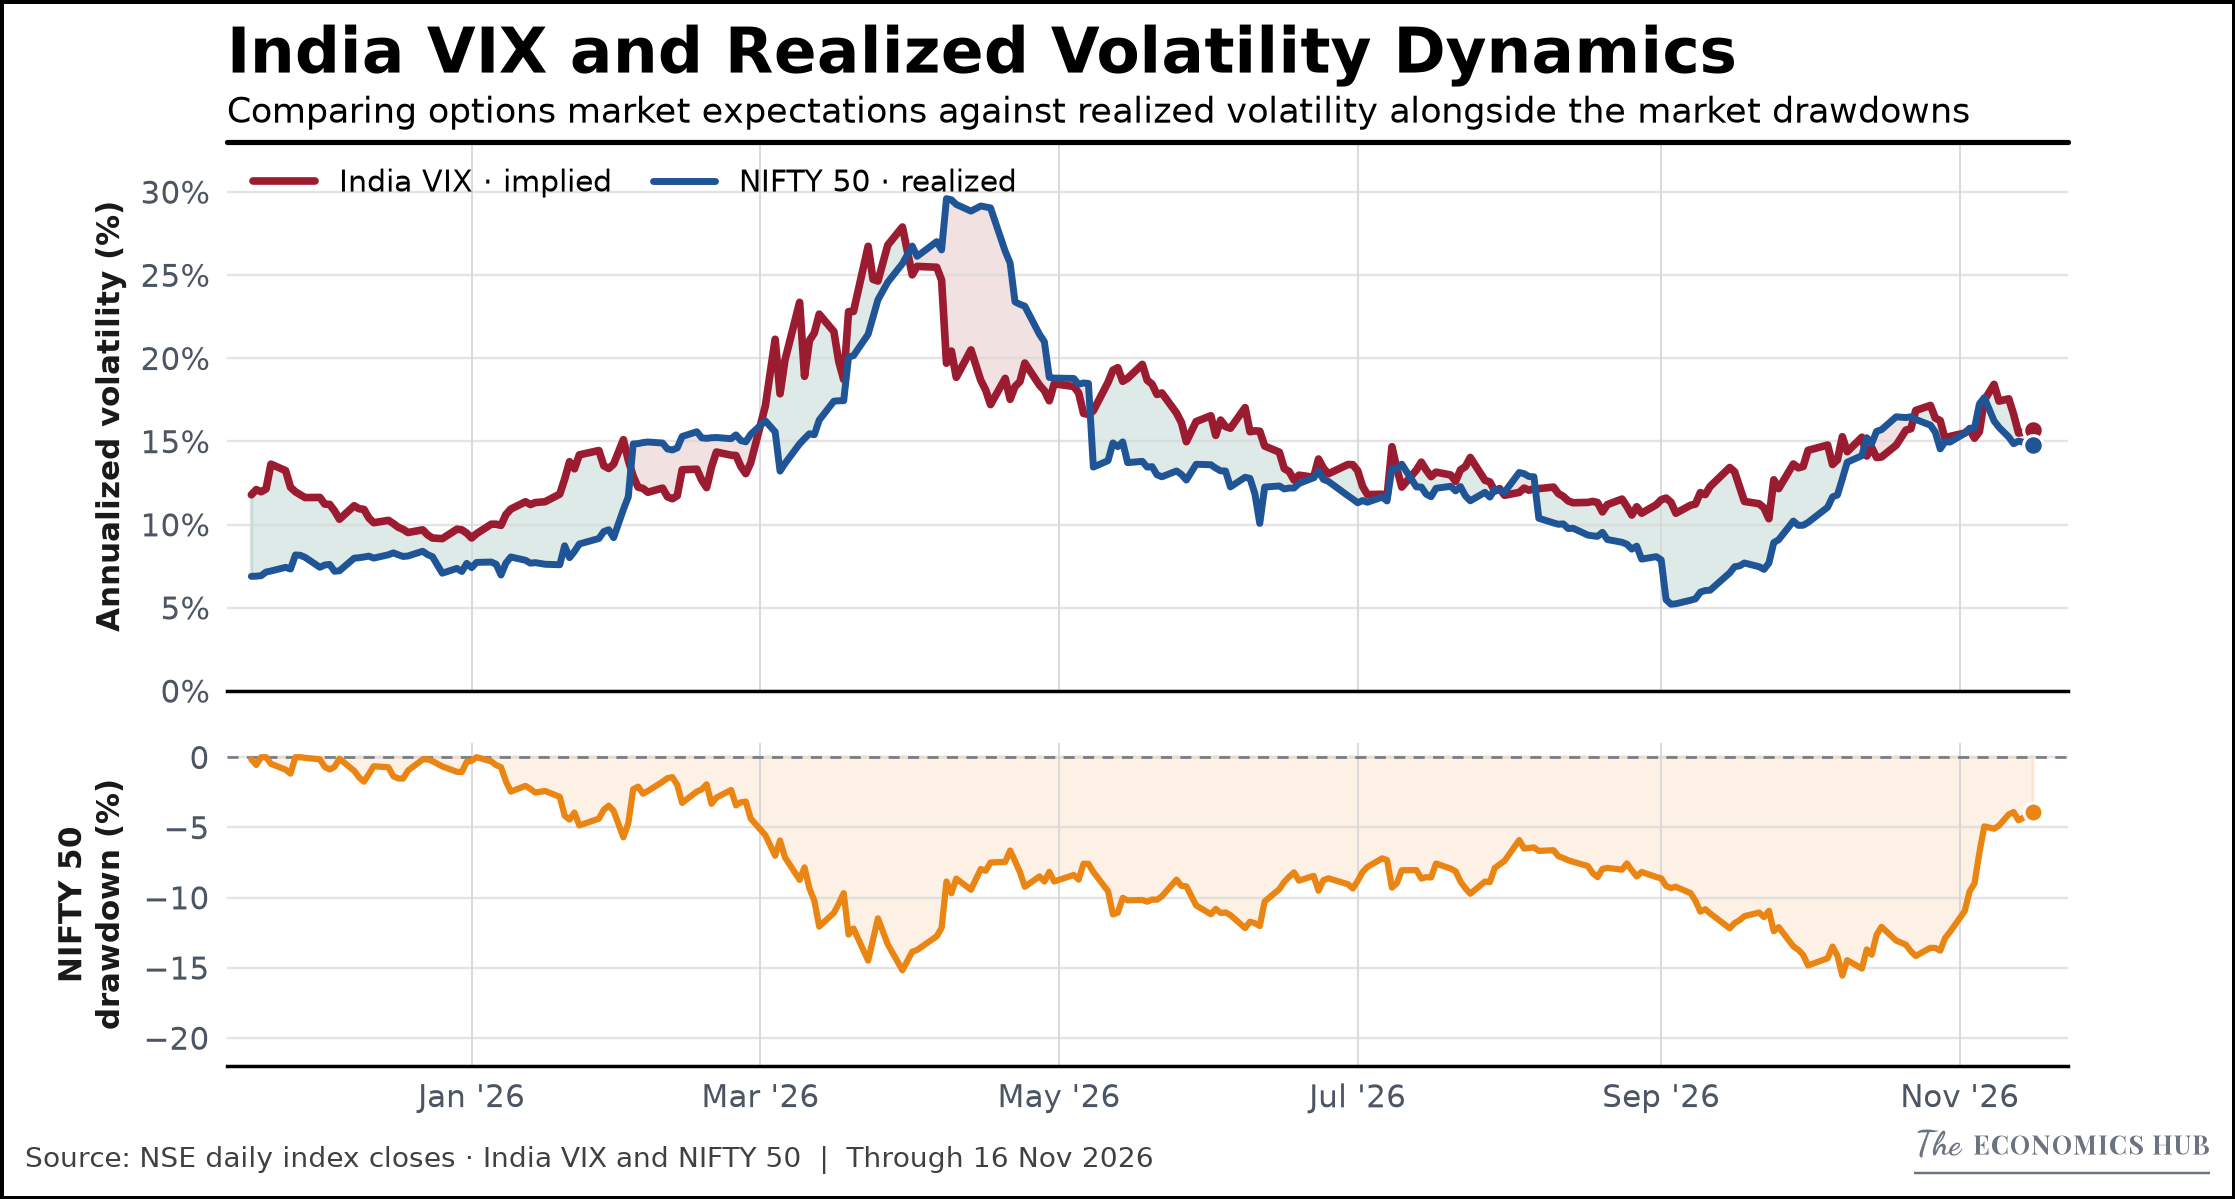 India VIX and Realized Volatility Dynamics
Comparing options market expectations against realized volatility alongside the market drawdowns
India VIX · implied
NIFTY 50 · realized
Annualized volatility (%)
30%
25%
20%
15%
10%
5%
0%
NIFTY 50
drawdown (%)
0
−5
−10
−15
−20
Jan '26
Mar '26
May '26
Jul '26
Sep '26
Nov '26
Source: NSE daily index closes · India VIX and NIFTY 50 | Through 16 Nov 2026
The ECONOMICS HUB